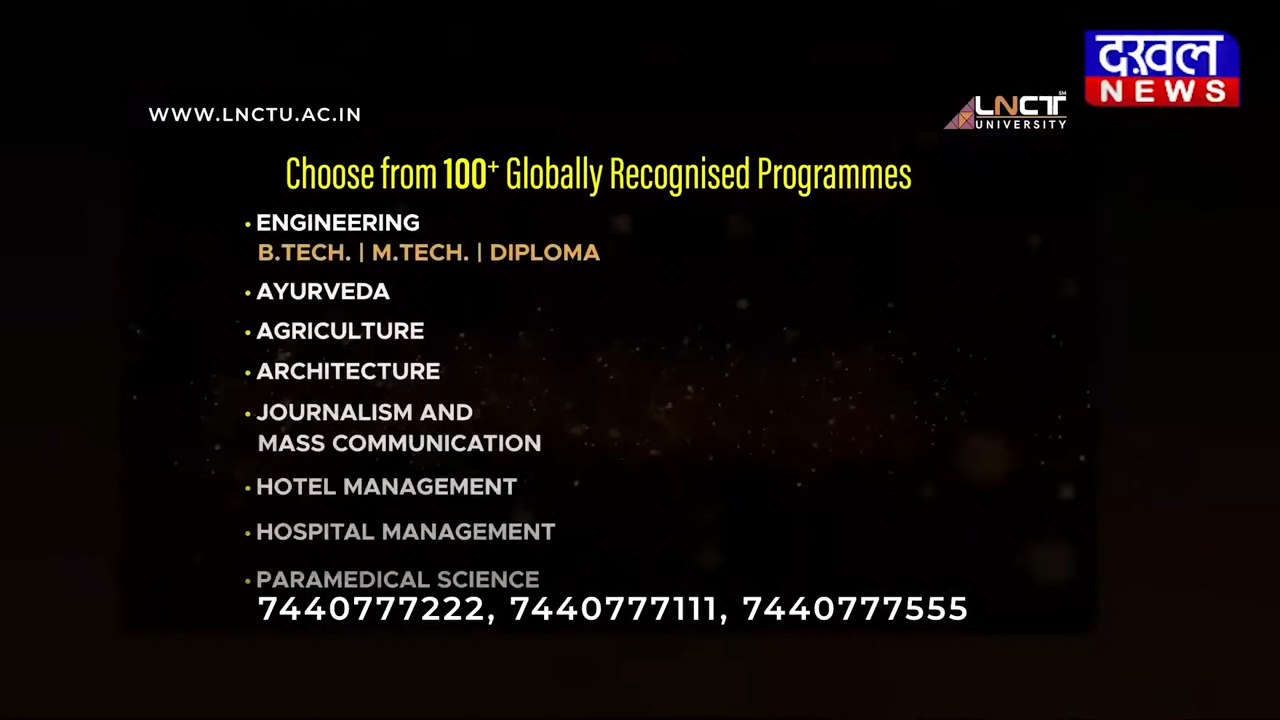 दख़ल
NEWS
WWW.LNCTU.AC.IN
LNCT SM
UNIVERSITY
Choose from 100+ Globally Recognised Programmes
• ENGINEERING
B.TECH. | M.TECH. | DIPLOMA
• AYURVEDA
• AGRICULTURE
• ARCHITECTURE
• JOURNALISM AND
MASS COMMUNICATION
• HOTEL MANAGEMENT
• HOSPITAL MANAGEMENT
• PARAMEDICAL SCIENCE
7440777222, 7440777111, 7440777555